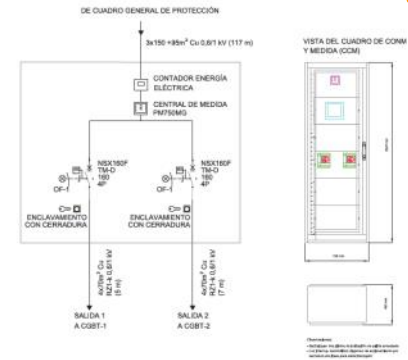 DE CUADRO GENERAL DE PROTECCIÓN
3x150 +95m² Cu 0,6/1 kV (117 m)
CONTADOR ENERGÍA
ELÉCTRICA
CENTRAL DE MEDIDA
PM750MG
NSX160F
TM-D
160
4P
OF-1
ENCLAVAMIENTO
CON CERRADURA
4x70m² Cu
RZ1-k 0,6/1 kV
(5 m)
SALIDA 1
A CGBT-1
NSX160F
TM-D
160
4P
OF-1
ENCLAVAMIENTO
CON CERRADURA
4x70m² Cu
RZ1-k 0,6/1 kV
(7 m)
SALIDA 2
A CGBT-2
VISTA DEL CUADRO DE CONM
Y MEDIDA (CCM)